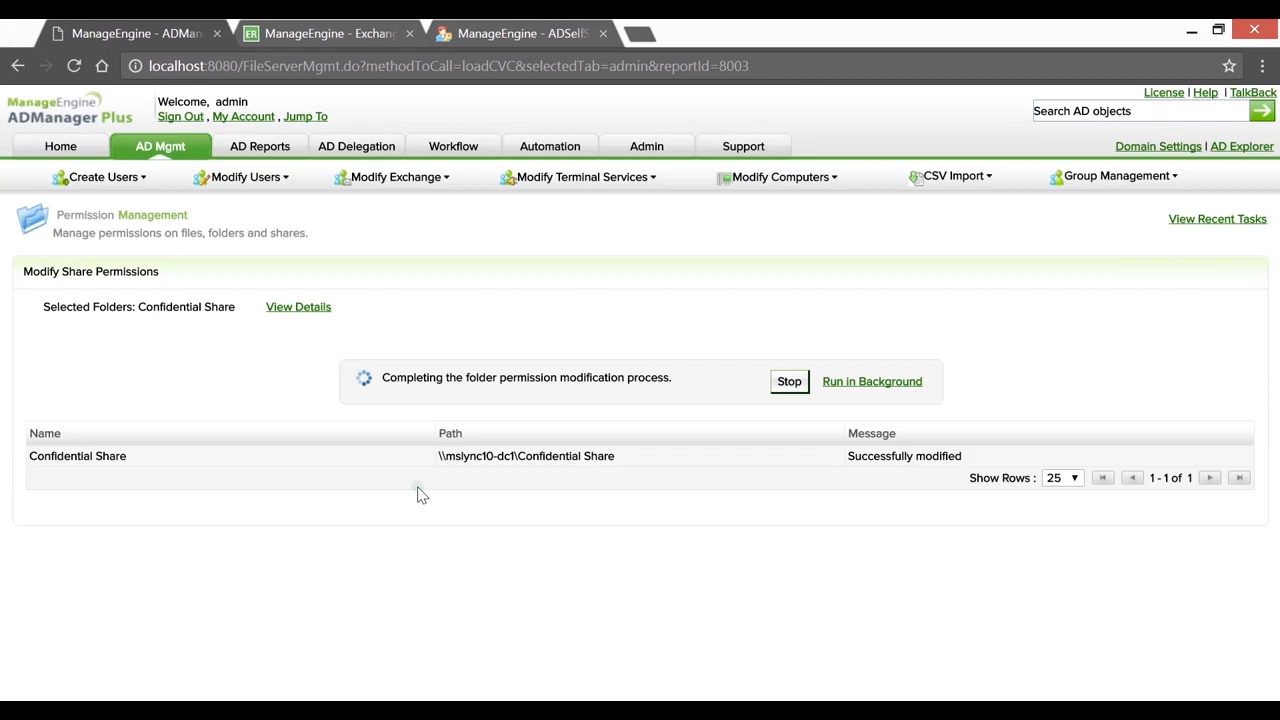 ManageEngine - ADMan
ER
ManageEngine - Exchan
ManageEngine - ADSelfS
localhost:8080/FileServerMgmt.do?methodToCall=loadCVC&selectedTab=admin&reportId=8003
ManageEngine
ADManager Plus
Welcome, admin
Sign Out , My Account , Jump To
License | Help | TalkBack
Search AD objects
Home
AD Mgmt
AD Reports
AD Delegation
Workflow
Automation
Admin
Support
Domain Settings | AD Explorer
Create Users
Modify Users
Modify Exchange
Modify Terminal Services
Modify Computers
CSV Import
Group Management
Permission Management
Manage permissions on files, folders and shares.
View Recent Tasks
Modify Share Permissions
Selected Folders: Confidential Share View Details
Completing the folder permission modification process.
Stop
Run in Background
Name Path Message
Confidential Share \\mslync10-dc1\Confidential Share Successfully modified
Show Rows : 25 1 - 1 of 1